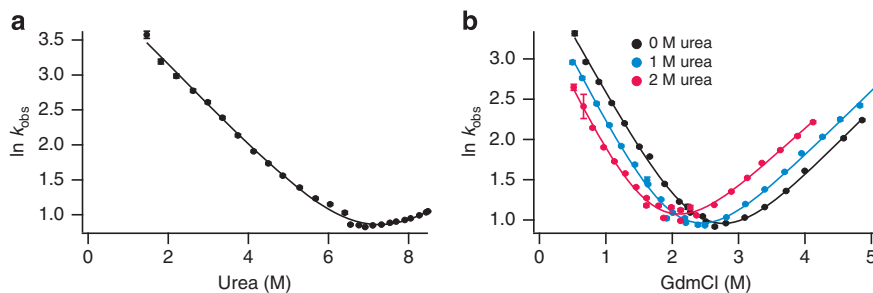 a
3.5
3.0
2.5
2.0
1.5
1.0
ln kobs
0 2 4 6 8
Urea (M)
b
3.0
2.5
2.0
1.5
1.0
ln kobs
0 M urea
1 M urea
2 M urea
0 1 2 3 4 5
GdmCl (M)